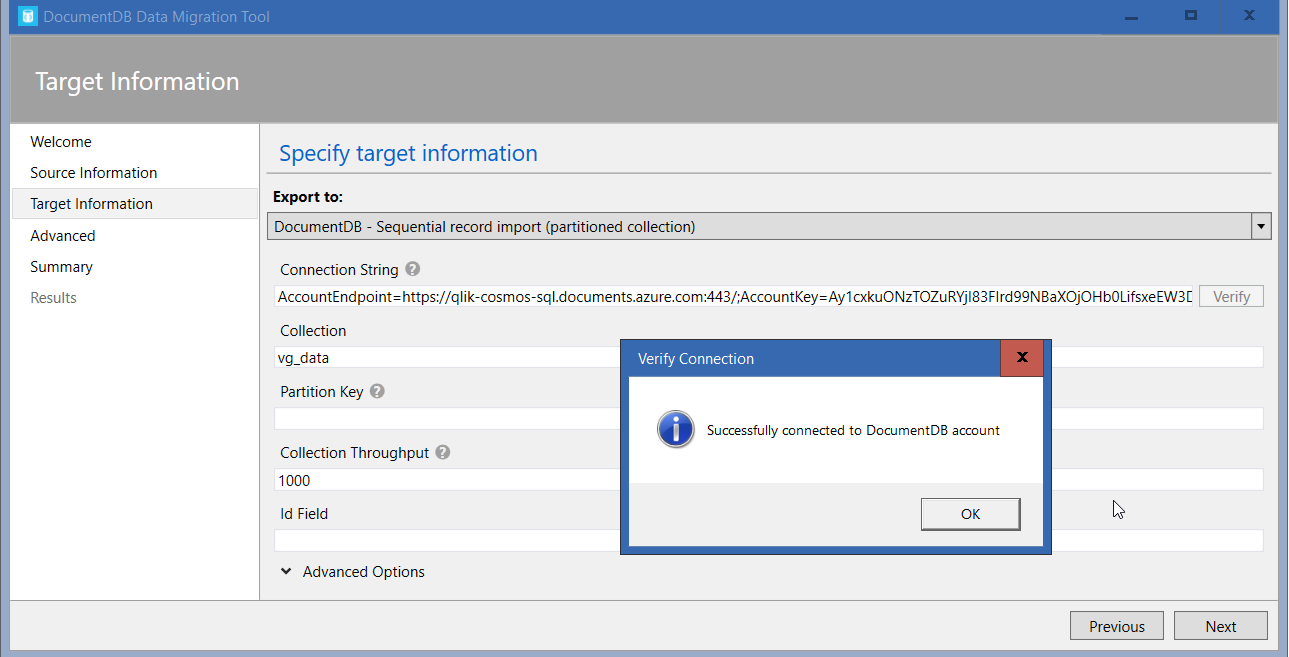 DocumentDB Data Migration Tool
Target Information
Welcome
Source Information
Target Information
Advanced
Summary
Results
Specify target information
Export to:
DocumentDB - Sequential record import (partitioned collection)
Connection String ?
AccountEndpoint=https://qlik-cosmos-sql.documents.azure.com:443/;AccountKey=Ay1cxkuONzTOZuRYjI83FIrd99NBaXOjOHb0LifsxeEW3D
Verify
Collection
vg_data
Partition Key ?
Collection Throughput ?
1000
Id Field
Advanced Options
Verify Connection
X
Successfully connected to DocumentDB account
OK
Previous
Next